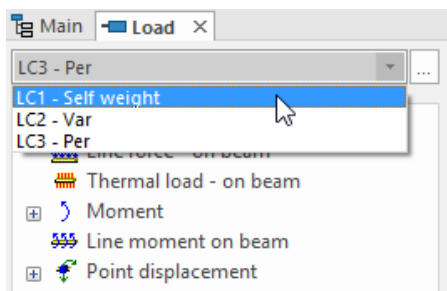 Main Load
LC3 - Per ...
LC1 - Self weight
LC2 - Var
LC3 - Per
Line force - on beam
Thermal load - on beam
Moment
Line moment on beam
Point displacement